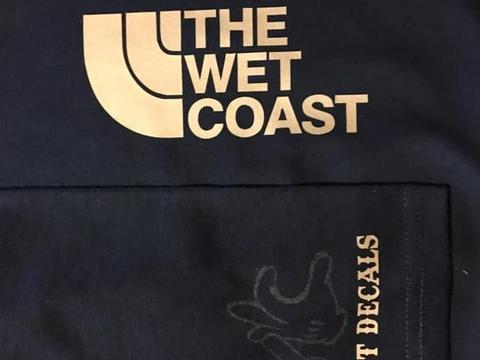 THE
WET
COAST
T DECALS